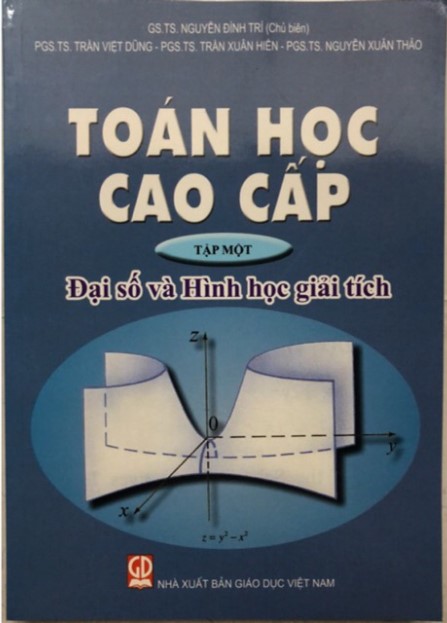 GS.TS. NGUYỄN ĐÌNH TRÍ (Chủ biên)
PGS.TS. TRẦN VIỆT DŨNG - PGS.TS. TRẦN XUÂN HIỂN - PGS.TS. NGUYỄN XUÂN THẢO
TOÁN HỌC
CAO CẤP
TẬP MỘT
Đại số và Hình học giải tích
z
0
y
x
z = y² – x²
GD
NHÀ XUẤT BẢN GIÁO DỤC VIỆT NAM